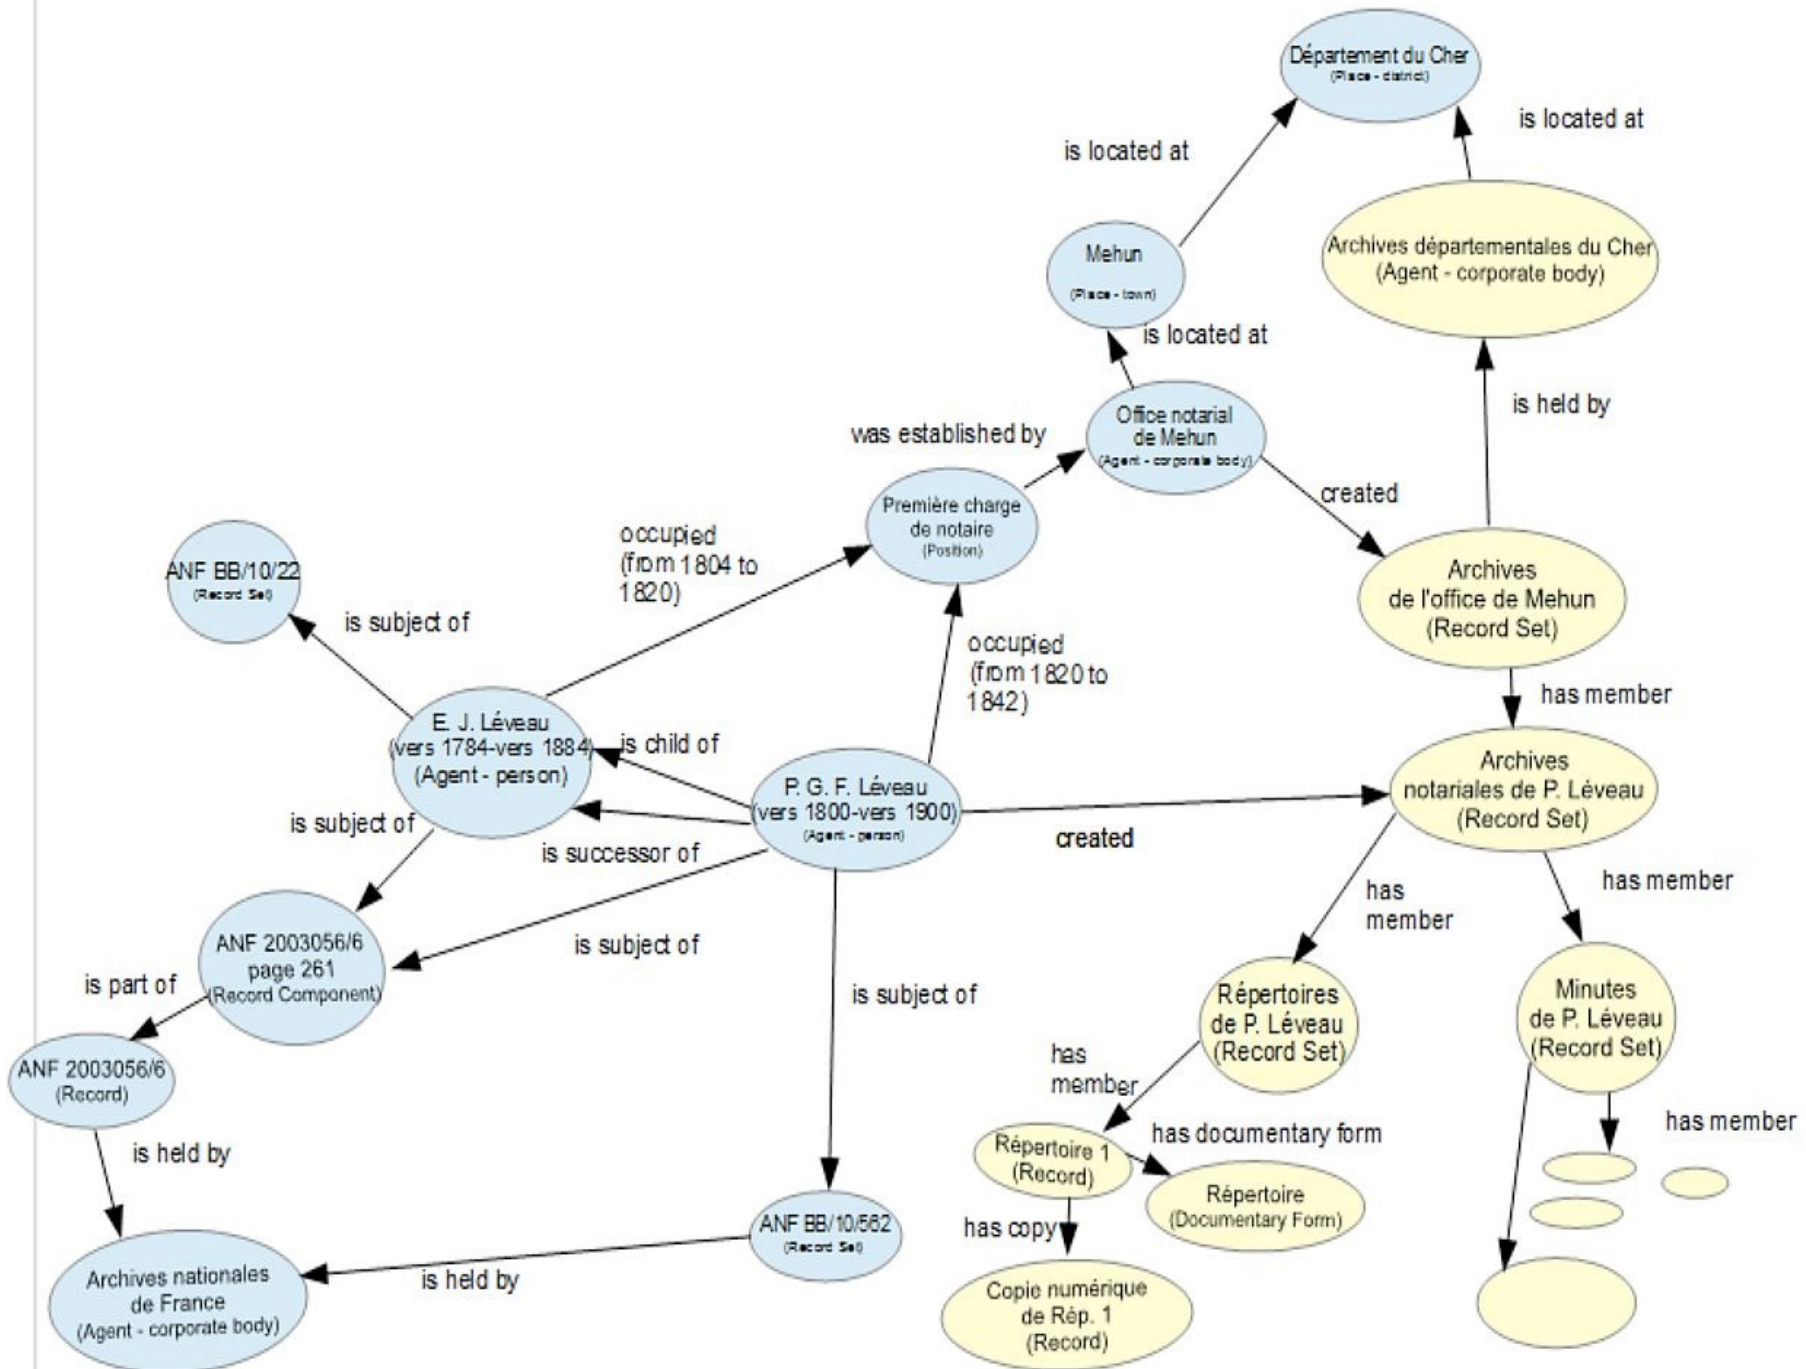 Département du Cher
(Place - district)
is located at
is located at
Archives départementales du Cher
(Agent - corporate body)
Mehun
(Place - town)
is located at
Office notarial
de Mehun
(Agent - corporate body)
is held by
was established by
created
Première charge
de notaire
(Position)
occupied
(from 1804 to
1820)
ANF BB/10/22
(Record Set)
is subject of
Archives
de l'office de Mehun
(Record Set)
occupied
(from 1820 to
1842)
has member
E. J. Léveau
(vers 1784-vers 1884)
(Agent - person)
is child of
P. G. F. Léveau
(vers 1800-vers 1900)
(Agent - person)
Archives
notariales de P. Léveau
(Record Set)
is subject of
is successor of
created
has
member
has member
ANF 2003056/6
page 261
(Record Component)
is subject of
is part of
is subject of
Répertoires
de P. Léveau
(Record Set)
Minutes
de P. Léveau
(Record Set)
ANF 2003056/6
(Record)
has
member
has member
is held by
Répertoire 1
(Record)
has documentary form
Répertoire
(Documentary Form)
ANF BB/10/562
(Record Set)
has copy
is held by
Archives nationales
de France
(Agent - corporate body)
Copie numérique
de Rép. 1
(Record)